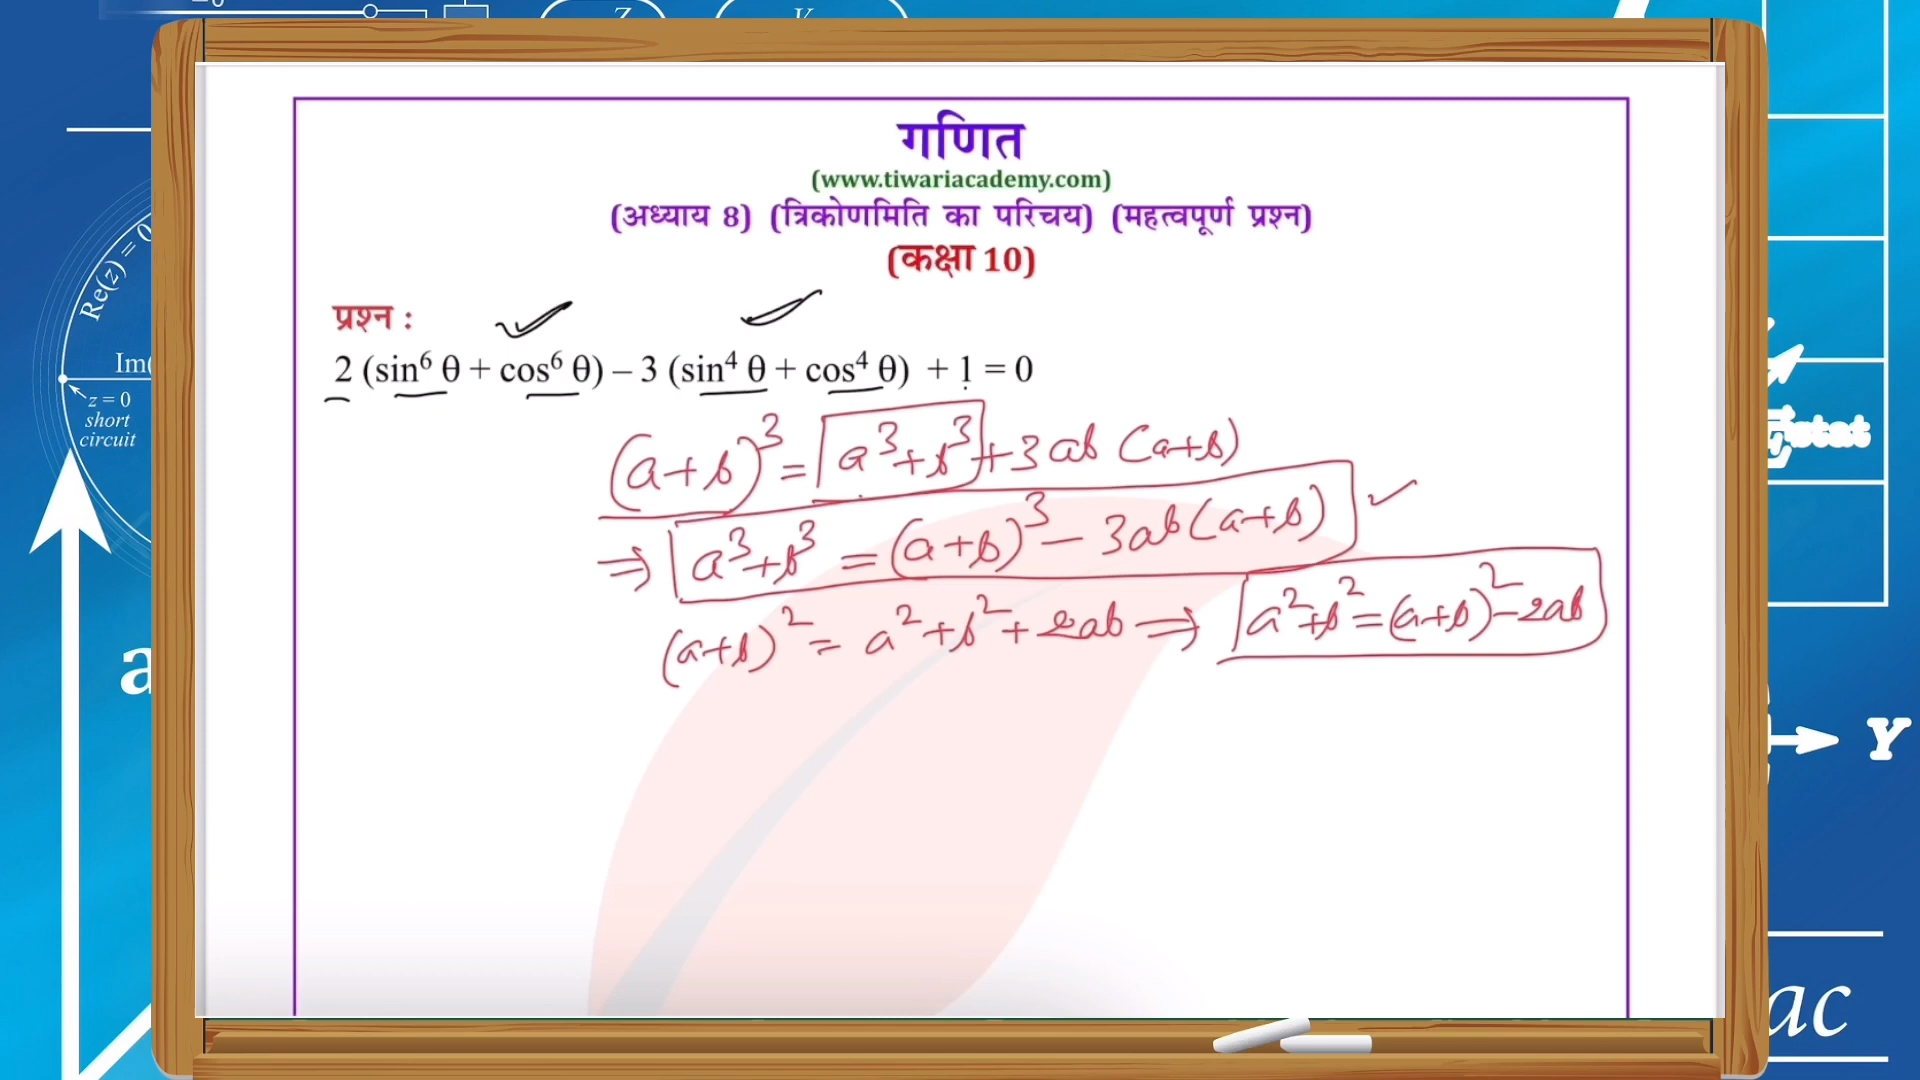 गणित
(www.tiwariacademy.com)
(अध्याय 8) (त्रिकोणमिति का परिचय) (महत्वपूर्ण प्रश्न)
(कक्षा 10)
प्रश्न :
2 (sin⁶ θ + cos⁶ θ) – 3 (sin⁴ θ + cos⁴ θ) + 1 = 0
(a+b)³ = a³+b³+3ab(a+b)
⇒ a³+b³ = (a+b)³ – 3ab(a+b)
(a+b)² = a²+b²+2ab ⇒ a²+b²=(a+b)²–2ab
Re(z) = 0
Im(
z = 0
short
circuit
a
Y
ac